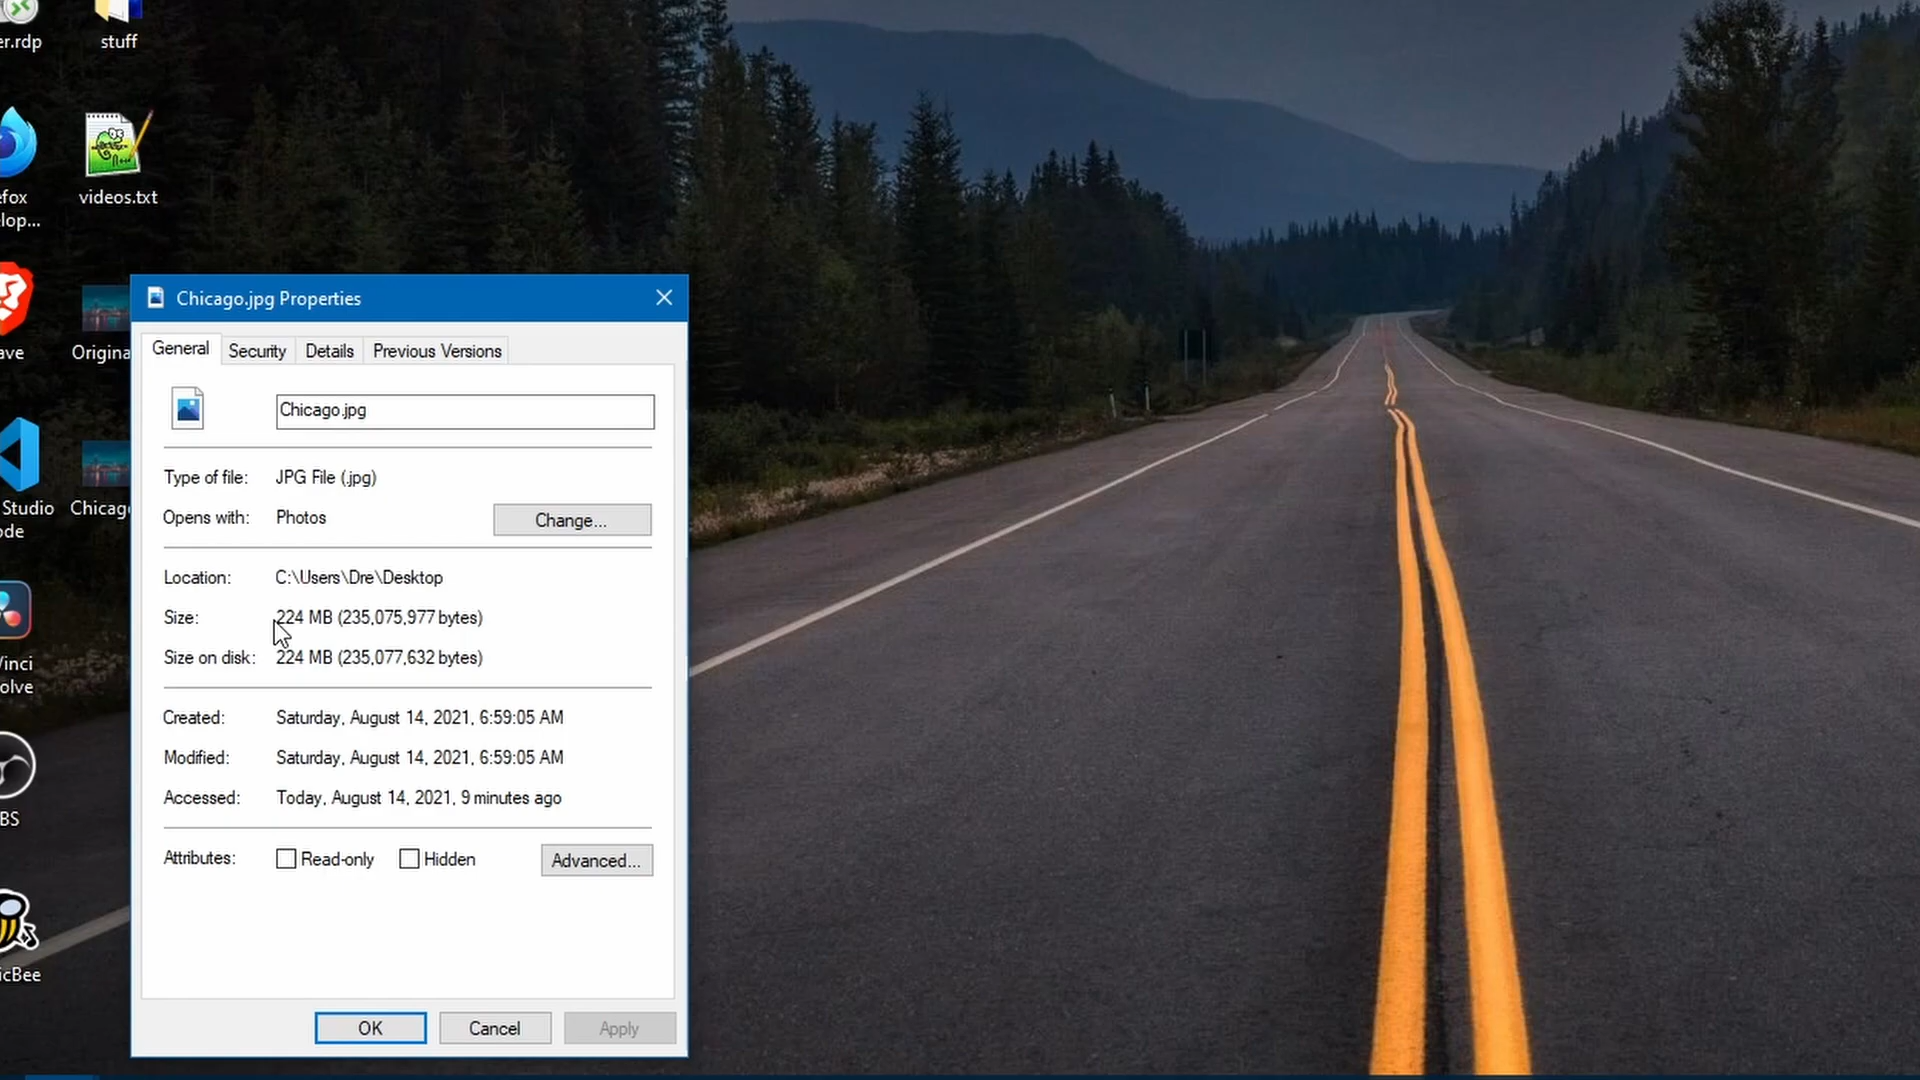 er.rdp
stuff
efox
elop...
videos.txt
ave
Origina
Studio
ode
Chicag
Vinci
olve
BS
icBee
Chicago.jpg Properties
General
Security
Details
Previous Versions
Chicago.jpg
Type of file: JPG File (.jpg)
Opens with: Photos
Change...
Location: C:\Users\Dre\Desktop
Size: 224 MB (235,075,977 bytes)
Size on disk: 224 MB (235,077,632 bytes)
Created: Saturday, August 14, 2021, 6:59:05 AM
Modified: Saturday, August 14, 2021, 6:59:05 AM
Accessed: Today, August 14, 2021, 9 minutes ago
Attributes: Read-only Hidden Advanced...
OK
Cancel
Apply